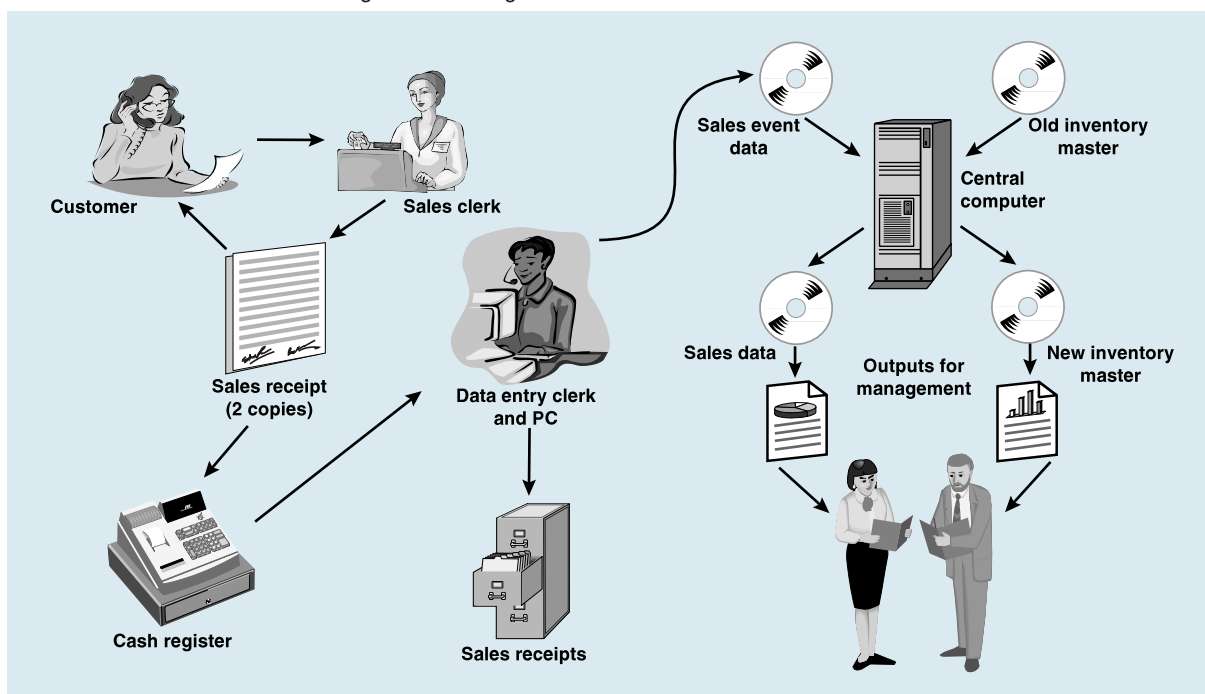 Customer
Sales clerk
Sales receipt
(2 copies)
Cash register
Data entry clerk
and PC
Sales receipts
Sales event
data
Old inventory
master
Central
computer
Sales data
Outputs for
management
New inventory
master